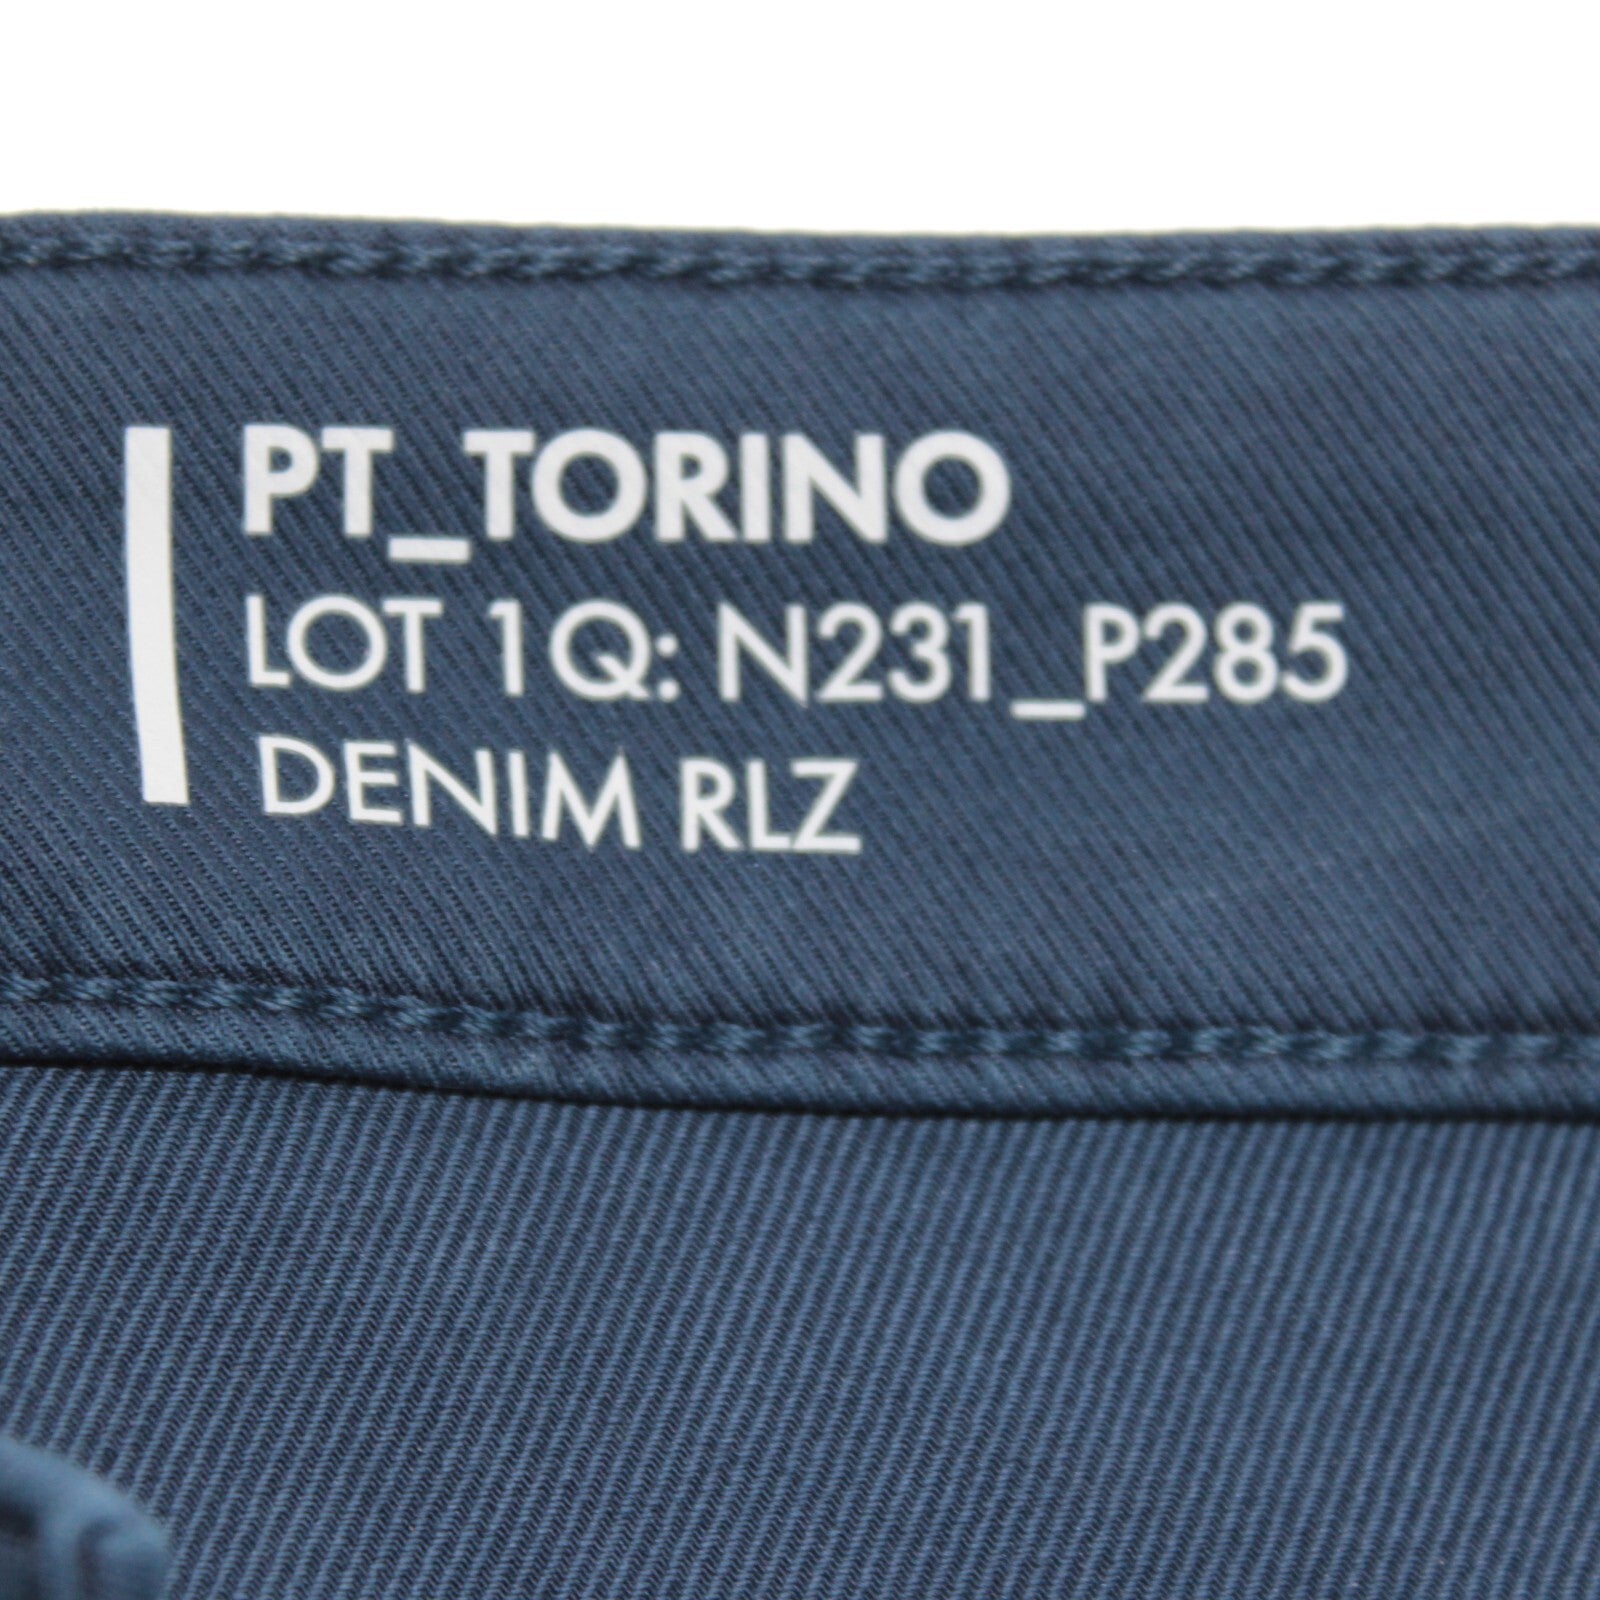 PT_TORINO
LOT 1Q: N231_P285
DENIM RLZ